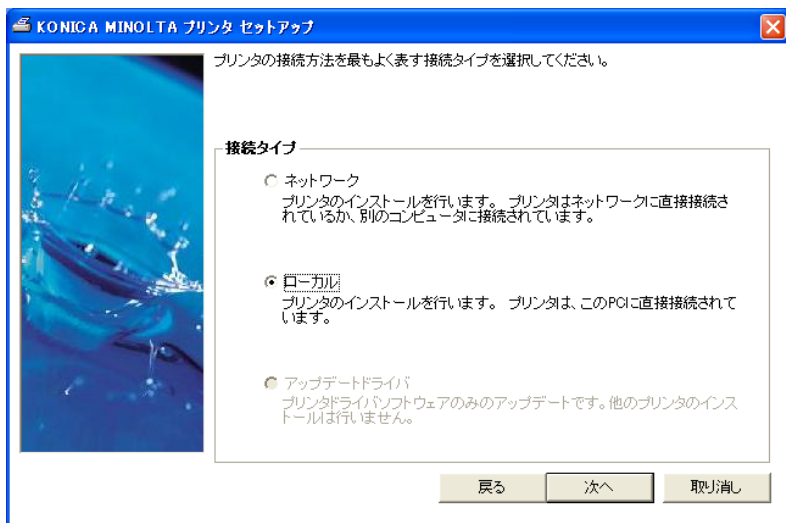 KONICA MINOLTA プリンタ セットアップ
プリンタの接続方法を最もよく表す接続タイプを選択してください。
接続タイプ
ネットワーク
プリンタのインストールを行います。 プリンタはネットワークに直接接続さ
れているか、別のコンピュータに接続されています。
ローカル
プリンタのインストールを行います。 プリンタは、このPCに直接接続されて
います。
アップデートドライバ
プリンタドライバソフトウェアのみのアップデートです。他のプリンタのインス
トールは行いません。
戻る
次へ
取り消し